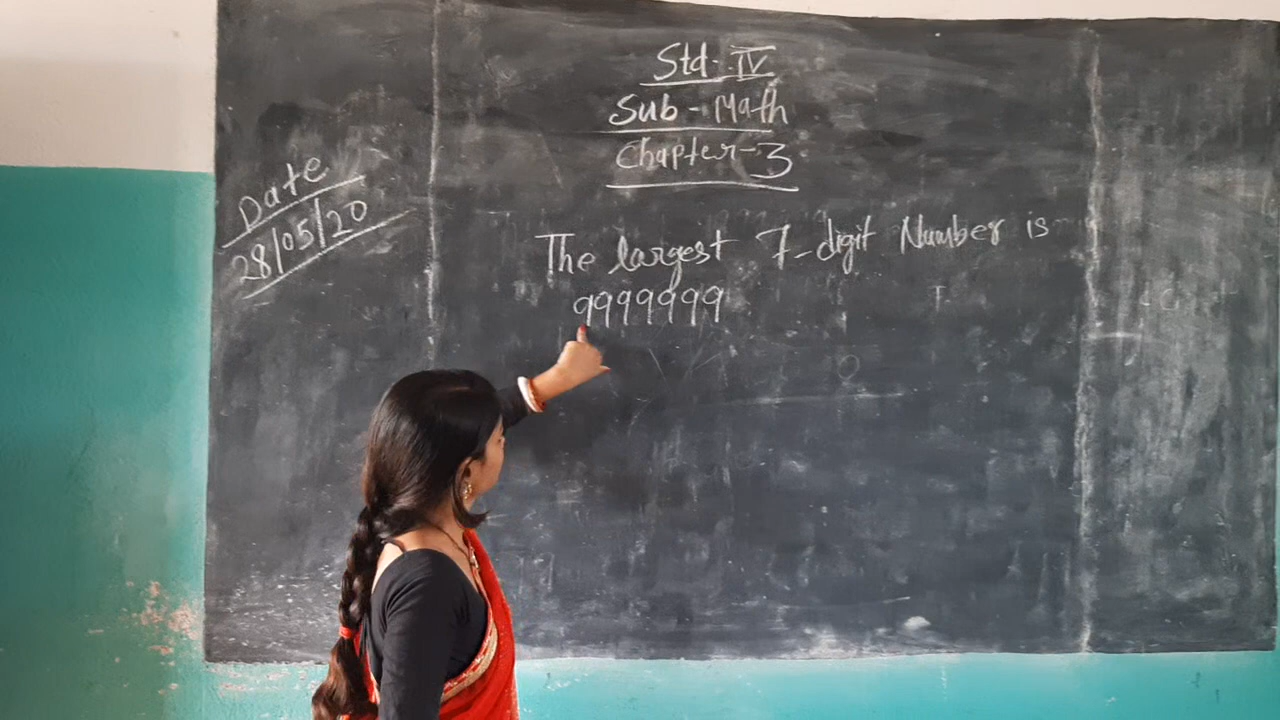 Std-IV
Sub-Math
Chapter-3
Date
28/05/20
The largest 7-digit Number is
9999999